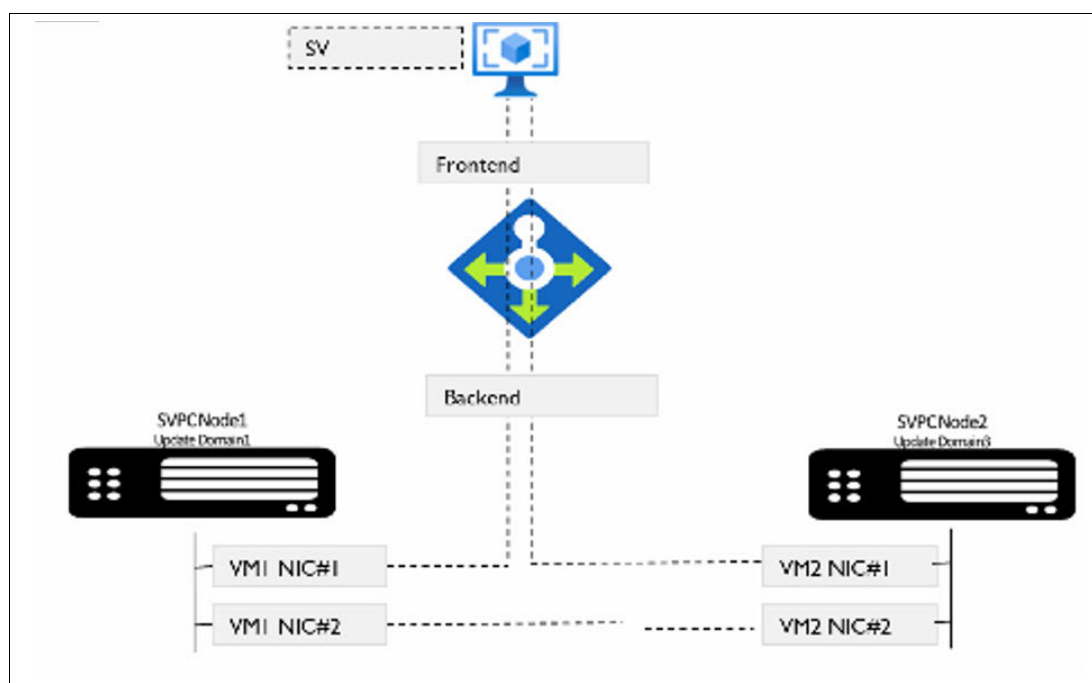 SV
Frontend
Backend
SVPCNode1
Update Domain1
SVPCNode2
Update Domain3
VM1 NIC#1
VM2 NIC#1
VM1 NIC#2
VM2 NIC#2